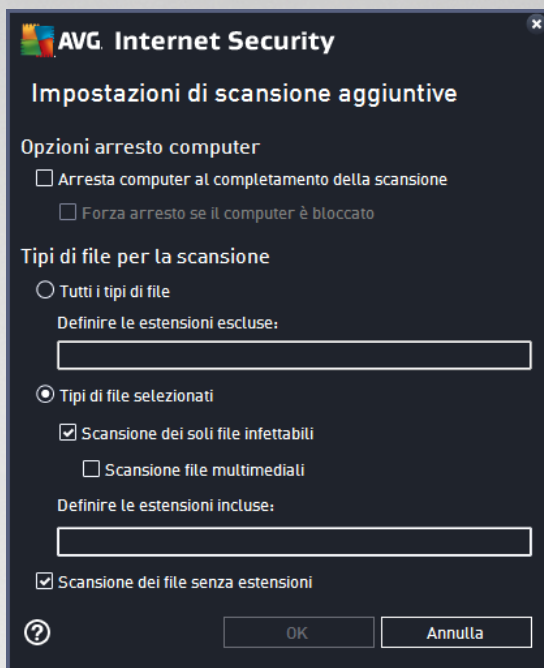 AVG. Internet Security
Impostazioni di scansione aggiuntive
Opzioni arresto computer
Arresta computer al completamento della scansione
Forza arresto se il computer è bloccato
Tipi di file per la scansione
Tutti i tipi di file
Definire le estensioni escluse:
Tipi di file selezionati
Scansione dei soli file infettabili
Scansione file multimediali
Definire le estensioni incluse:
Scansione dei file senza estensioni
? OK Annulla